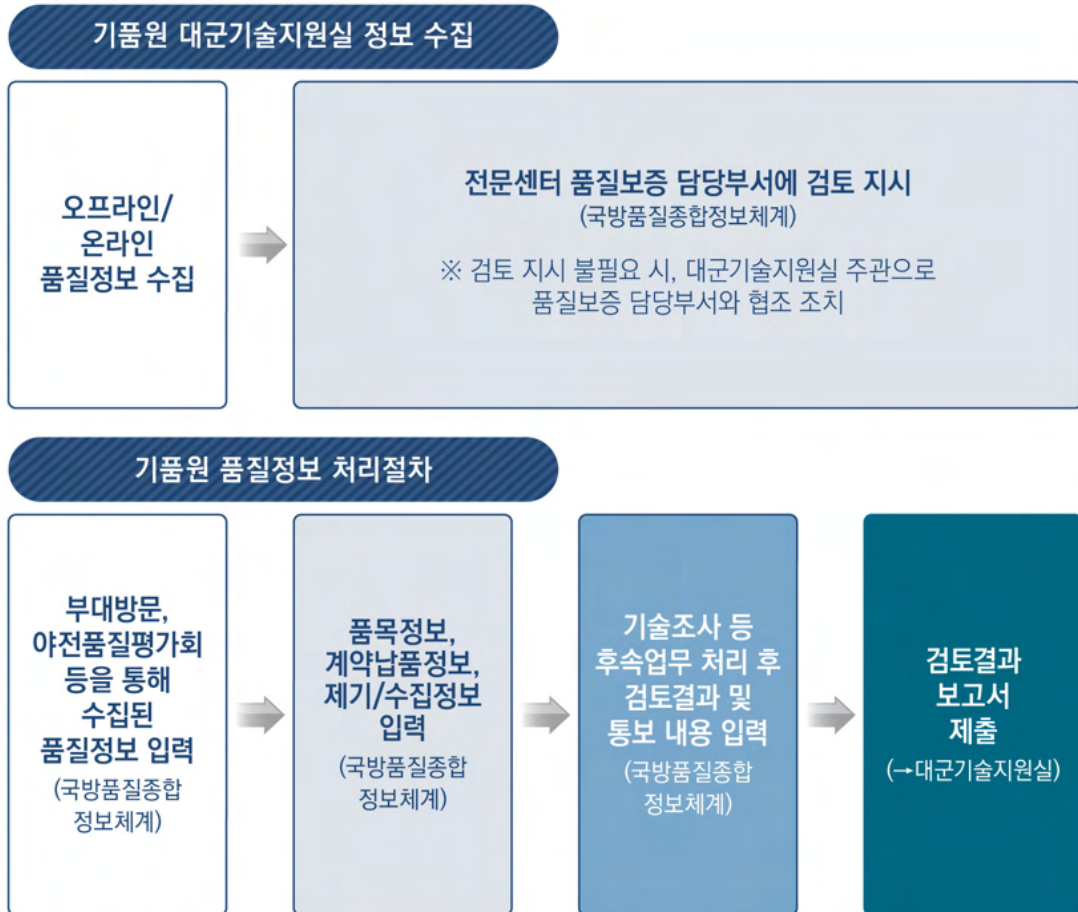 기품원 대군기술지원실 정보 수집
오프라인/
온라인
품질정보 수집
전문센터 품질보증 담당부서에 검토 지시
(국방품질종합정보체계)
※ 검토 지시 불필요 시, 대군기술지원실 주관으로
품질보증 담당부서와 협조 조치
기품원 품질정보 처리절차
부대방문,
야전품질평가회
등을 통해
수집된
품질정보 입력
(국방품질종합
정보체계)
품목정보,
계약납품정보,
제기/수집정보
입력
(국방품질종합
정보체계)
기술조사 등
후속업무 처리 후
검토결과 및
통보 내용 입력
(국방품질종합
정보체계)
검토결과
보고서
제출
(→대군기술지원실)